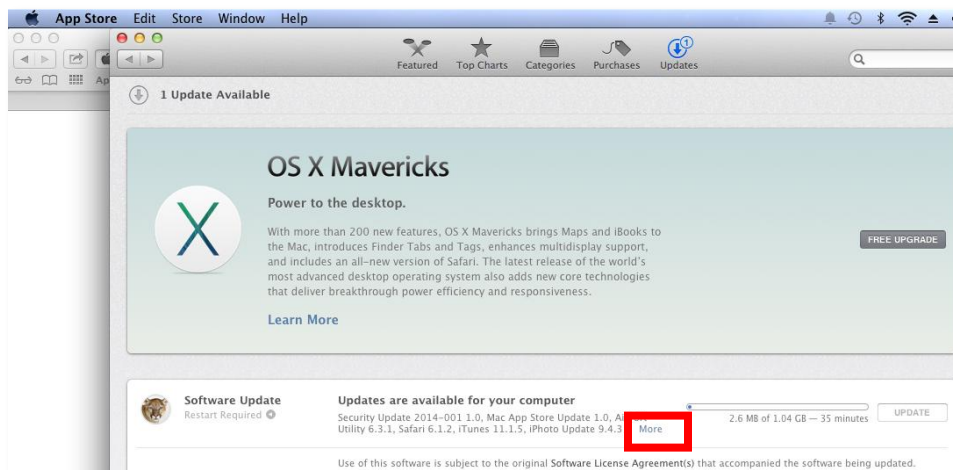 App Store Edit Store Window Help
Featured Top Charts Categories Purchases Updates
1
Ap
1 Update Available
OS X Mavericks
Power to the desktop.
With more than 200 new features, OS X Mavericks brings Maps and iBooks to
the Mac, introduces Finder Tabs and Tags, enhances multidisplay support,
and includes an all-new version of Safari. The latest release of the world's
most advanced desktop operating system also adds new core technologies
that deliver breakthrough power efficiency and responsiveness.
FREE UPGRADE
Learn More
Software Update
Restart Required
Updates are available for your computer
Security Update 2014-001 1.0, Mac App Store Update 1.0, Ai
Utility 6.3.1, Safari 6.1.2, iTunes 11.1.5, iPhoto Update 9.4.3 More
2.6 MB of 1.04 GB — 35 minutes
UPDATE
Use of this software is subject to the original Software License Agreement(s) that accompanied the software being updated.